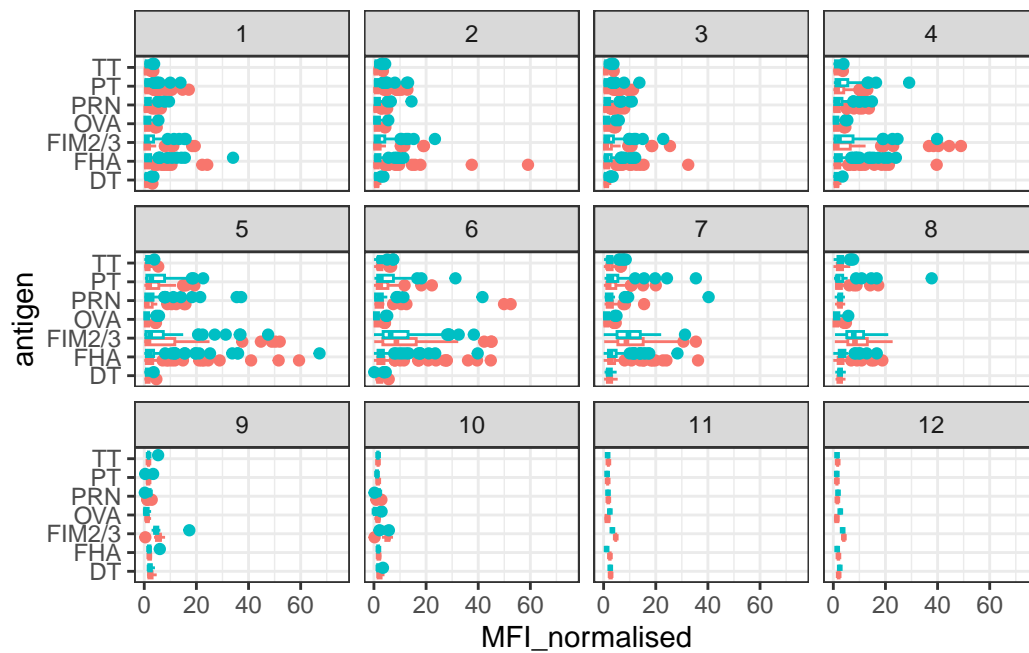 1 2 3 4
TT
PT
PRN
OVA
FIM2/3
FHA
DT
5 6 7 8
TT
PT
PRN
OVA
FIM2/3
FHA
DT
9 10 11 12
TT
PT
PRN
OVA
FIM2/3
FHA
DT
0 20 40 60 0 20 40 60 0 20 40 60 0 20 40 60
MFI_normalised
antigen